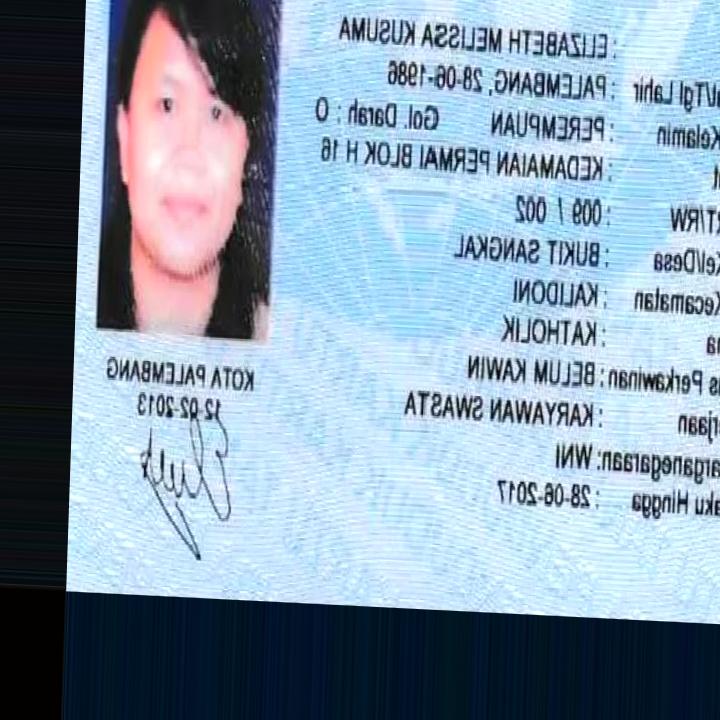 : ELIZABETH MELISSA KUSUMA
/Tgl Lahir : PALEMBANG, 28-06-1986
Kelamin : PEREMPUAN Gol. Darah : O
: KEDAMAIAN PERMAI BLOK H 16
RT/RW : 009 / 002
Kel/Desa : BUKIT SANGKAL
Kecamatan : KALIDONI
: KATHOLIK
Perkawinan : BELUM KAWIN
: KARYAWAN SWASTA
arganegaraan: WNI
aku Hingga : 28-06-2017
KOTA PALEMBANG
12-02-2013